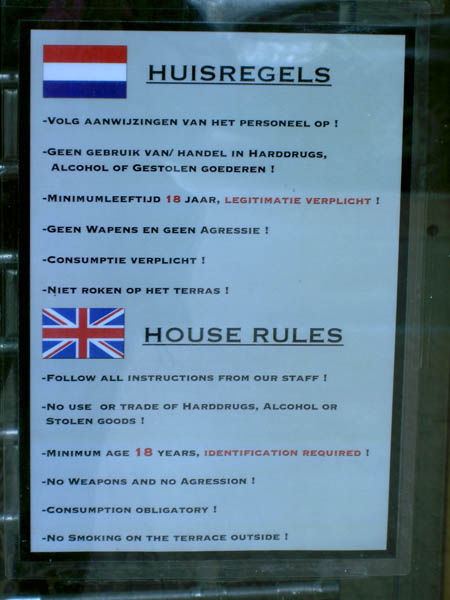 HUISREGELS
-VOLG AANWIJZINGEN VAN HET PERSONEEL OP !
-GEEN GEBRUIK VAN/ HANDEL IN HARDDRUGS,
ALCOHOL OF GESTOLEN GOEDEREN !
-MINIMUMLEEFTIJD 18 JAAR, LEGITIMATIE VERPLICHT !
-GEEN WAPENS EN GEEN AGRESSIE !
-CONSUMPTIE VERPLICHT !
-NIET ROKEN OP HET TERRAS !
HOUSE RULES
-FOLLOW ALL INSTRUCTIONS FROM OUR STAFF !
-NO USE OR TRADE OF HARDDRUGS, ALCOHOL OR
STOLEN GOODS !
-MINIMUM AGE 18 YEARS, IDENTIFICATION REQUIRED !
-NO WEAPONS AND NO AGRESSION !
-CONSUMPTION OBLIGATORY !
-NO SMOKING ON THE TERRACE OUTSIDE !